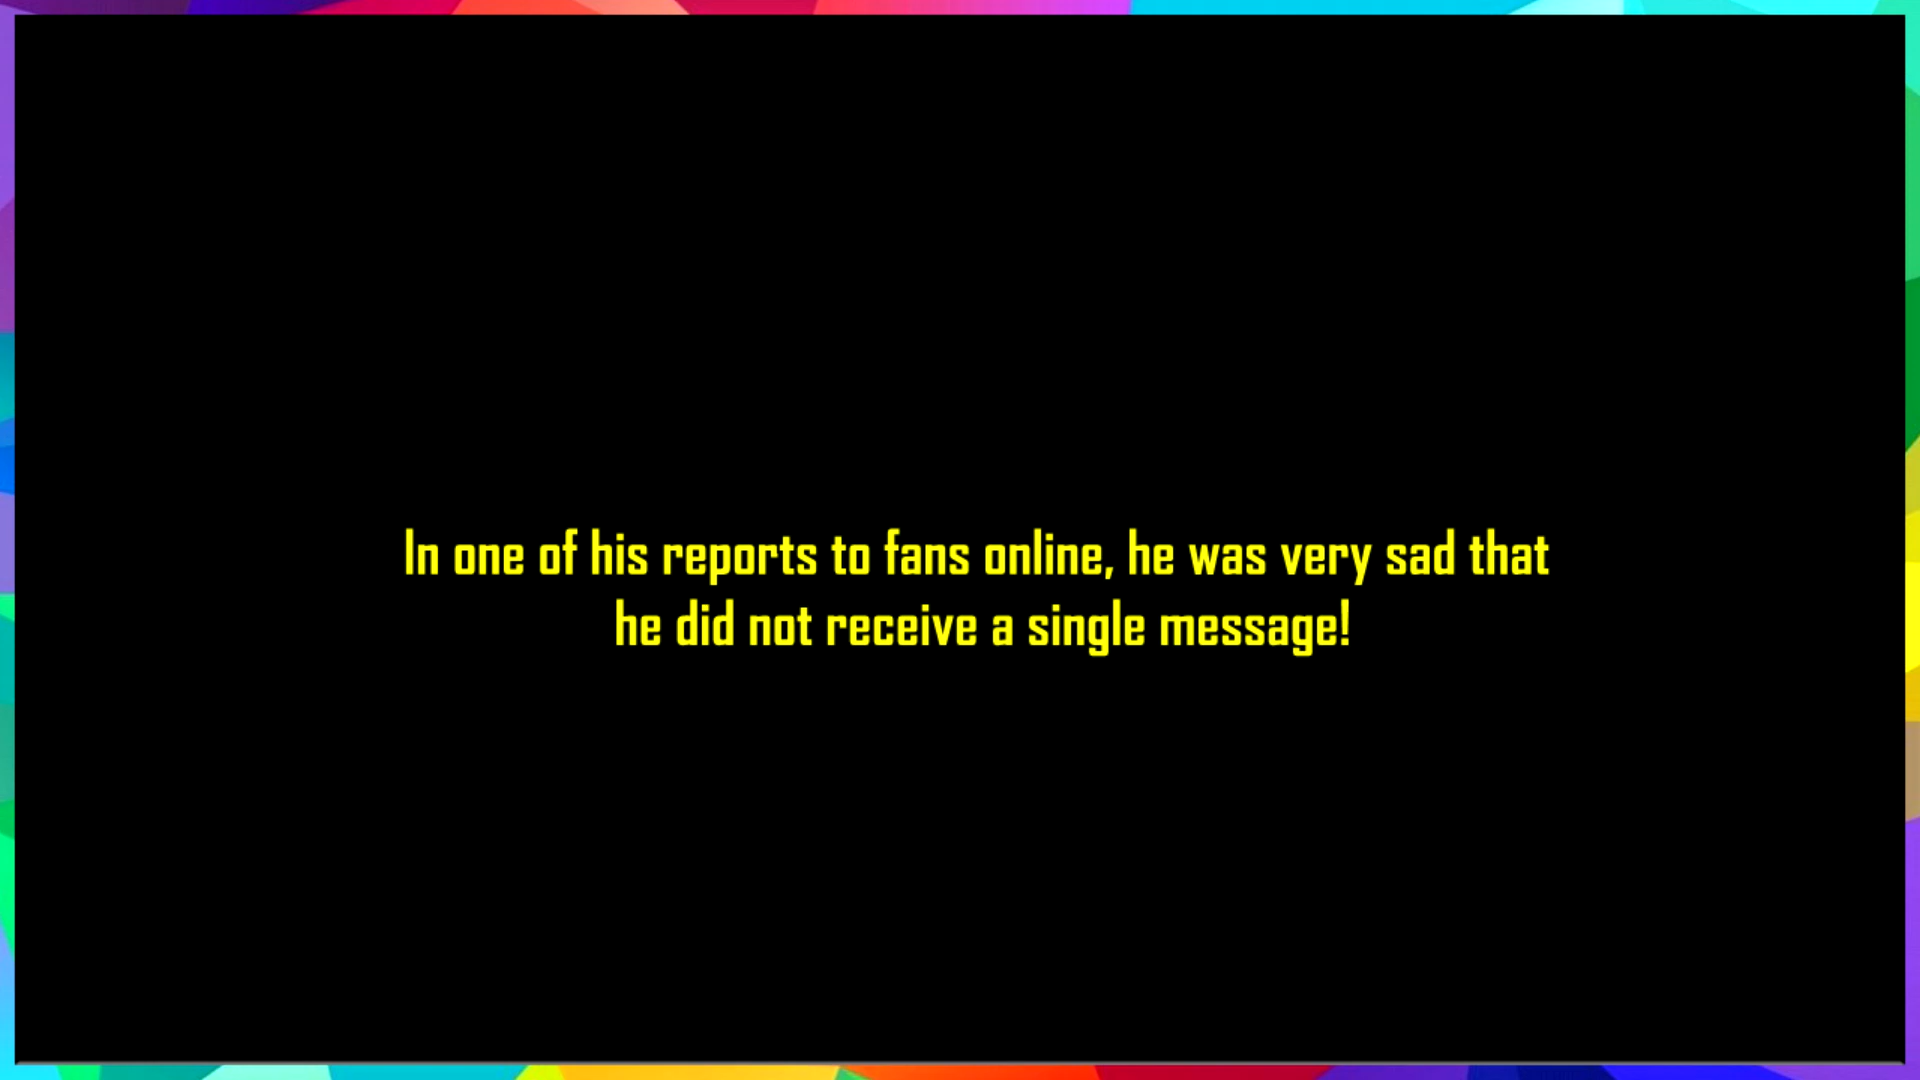 In one of his reports to fans online, he was very sad that
he did not receive a single message!